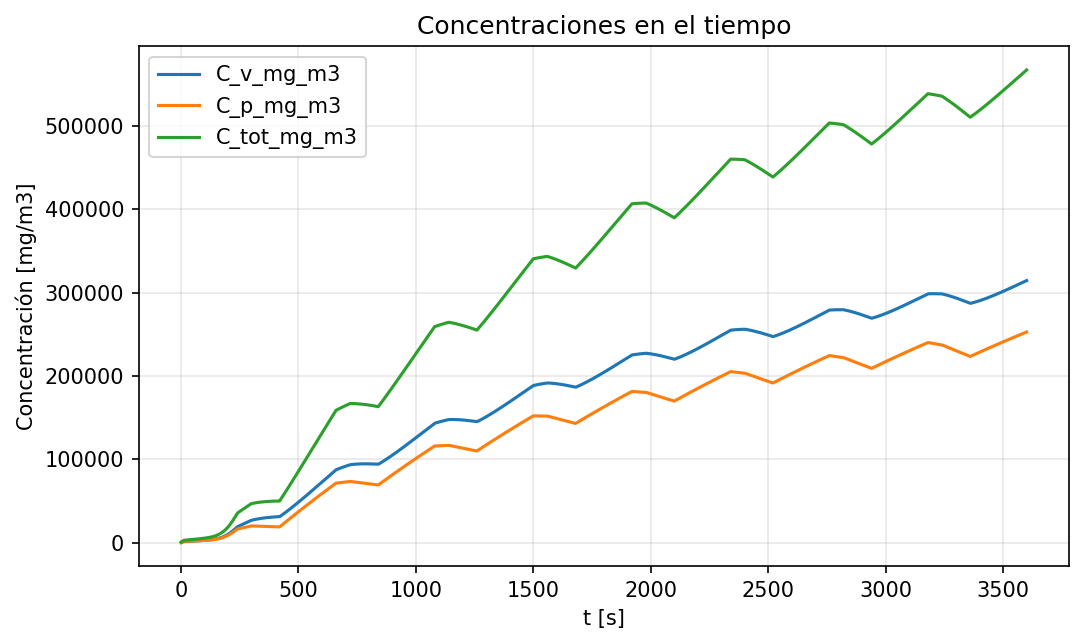 Concentraciones en el tiempo
C_v_mg_m3
C_p_mg_m3
C_tot_mg_m3
Concentración [mg/m3]
500000
400000
300000
200000
100000
0
0 500 1000 1500 2000 2500 3000 3500
t [s]